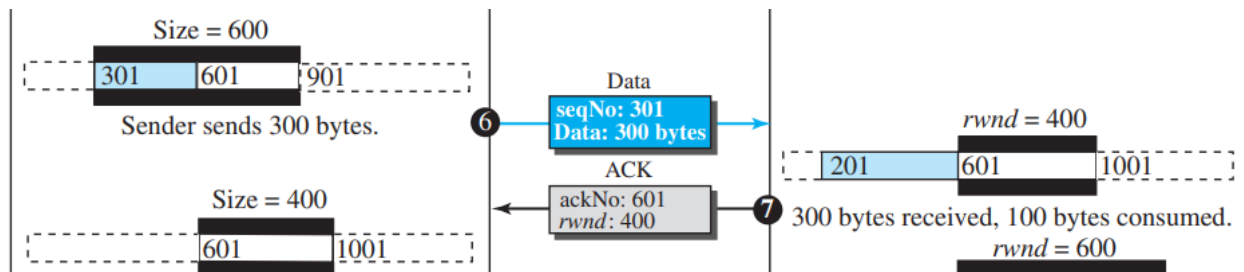 Size = 600
301 601 901
Sender sends 300 bytes.
6
Data
seqNo: 301
Data: 300 bytes
ACK
ackNo: 601
rwnd: 400
7
rwnd = 400
201 601 1001
300 bytes received, 100 bytes consumed.
Size = 400
601 1001
rwnd = 600